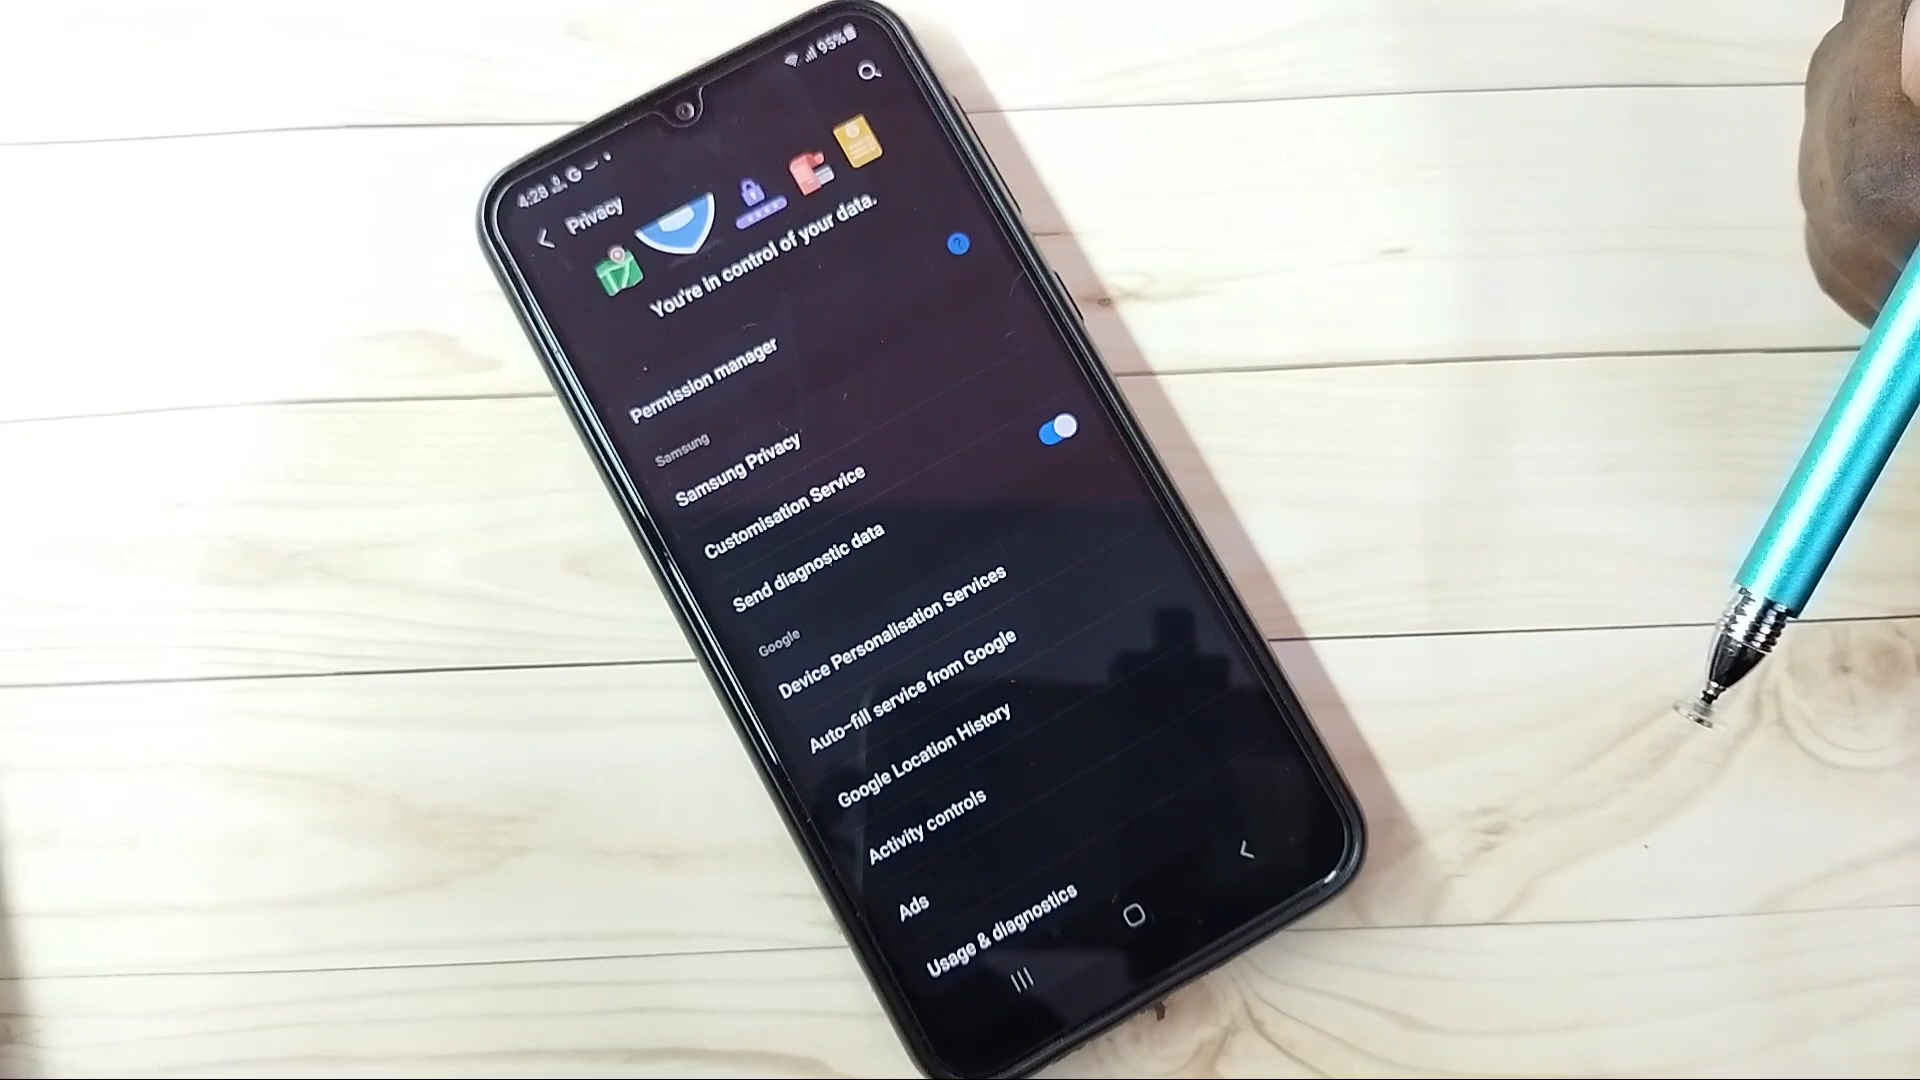 4:28 G 95%
Privacy
You're in control of your data.
?
Permission manager
Samsung
Samsung Privacy
Customisation Service
Send diagnostic data
Google
Device Personalisation Services
Auto-fill service from Google
Google Location History
Activity controls
Ads
Usage & diagnostics